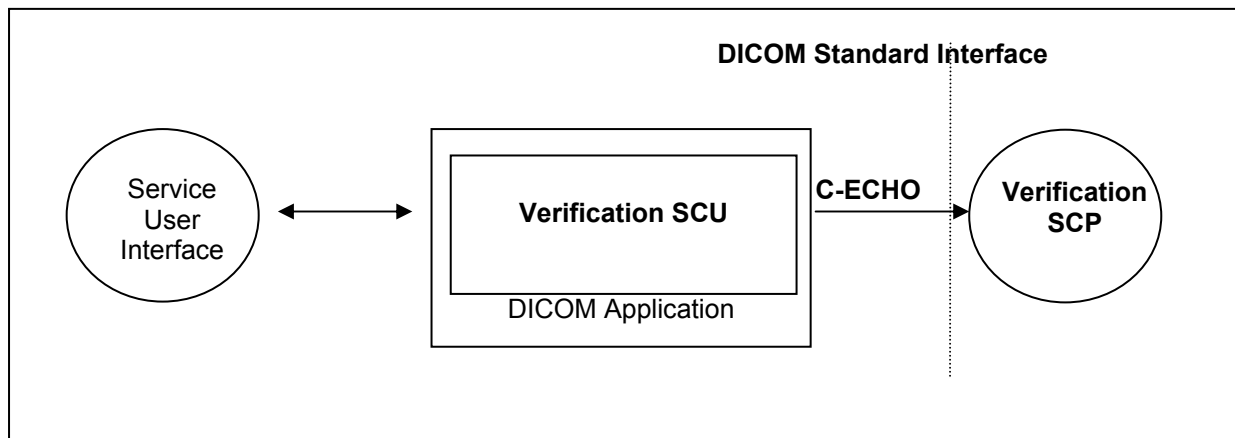 DICOM Standard Interface
Service
User
Interface
Verification SCU
DICOM Application
C-ECHO
Verification
SCP